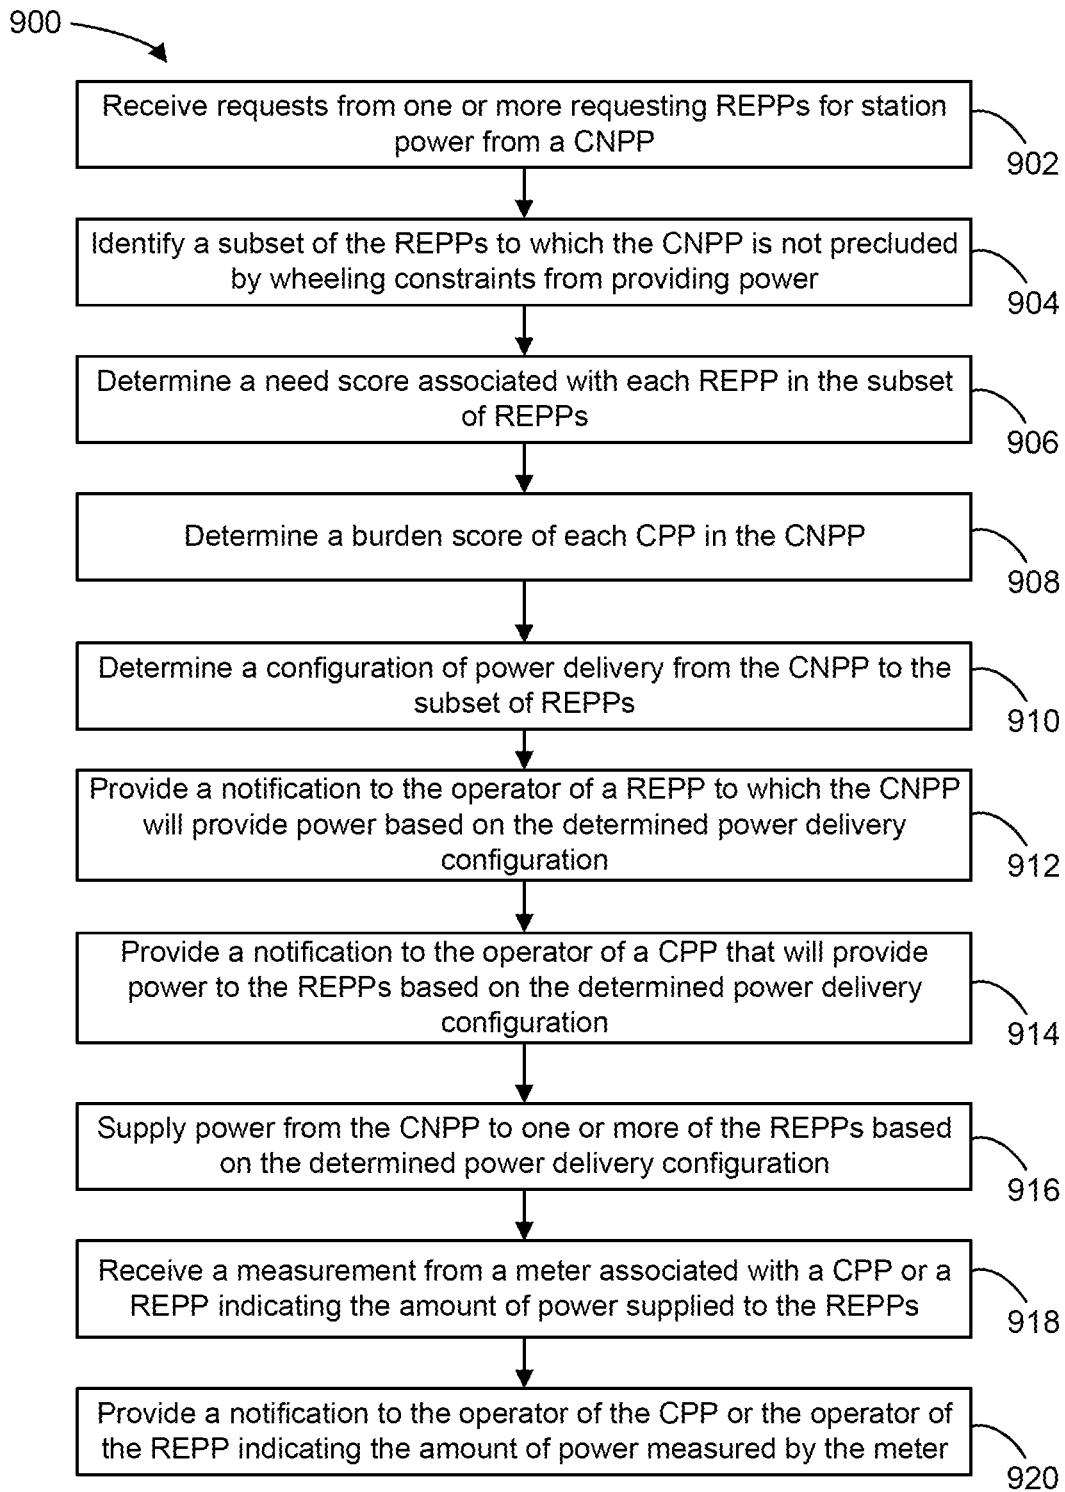 900
Receive requests from one or more requesting REPPs for station
power from a CNPP
902
Identify a subset of the REPPs to which the CNPP is not precluded
by wheeling constraints from providing power
904
Determine a need score associated with each REPP in the subset
of REPPs
906
Determine a burden score of each CPP in the CNPP
908
Determine a configuration of power delivery from the CNPP to the
subset of REPPs
910
Provide a notification to the operator of a REPP to which the CNPP
will provide power based on the determined power delivery
configuration
912
Provide a notification to the operator of a CPP that will provide
power to the REPPs based on the determined power delivery
configuration
914
Supply power from the CNPP to one or more of the REPPs based
on the determined power delivery configuration
916
Receive a measurement from a meter associated with a CPP or a
REPP indicating the amount of power supplied to the REPPs
918
Provide a notification to the operator of the CPP or the operator of
the REPP indicating the amount of power measured by the meter
920